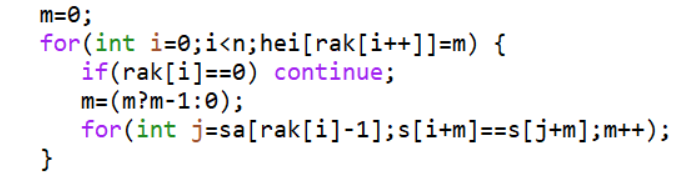 m=0;
for(int i=0;i<n;hei[rak[i++]]=m) {
if(rak[i]==0) continue;
m=(m?m-1:0);
for(int j=sa[rak[i]-1];s[i+m]==s[j+m];m++);
}